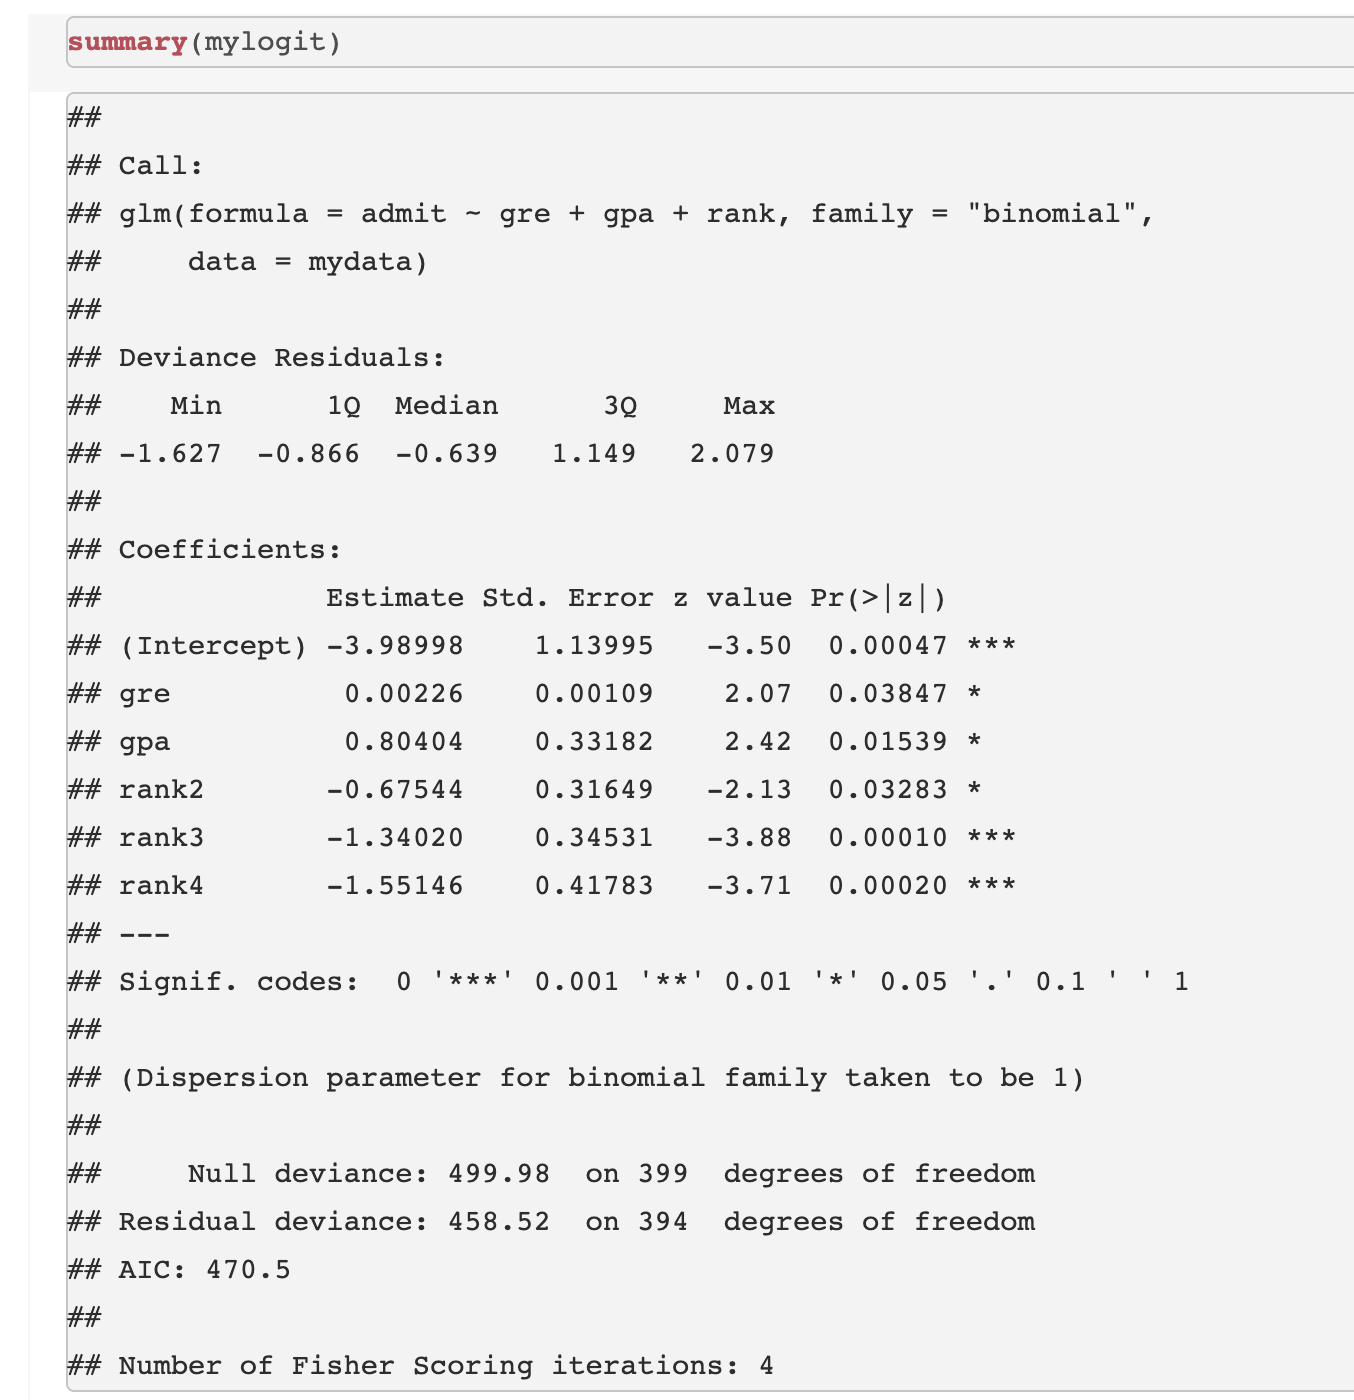 summary(mylogit)
##
## Call:
## glm(formula = admit ~ gre + gpa + rank, family = "binomial",
##     data = mydata)
##
## Deviance Residuals:
##    Min      1Q  Median      3Q     Max
## -1.627  -0.866  -0.639   1.149   2.079
##
## Coefficients:
##             Estimate Std. Error z value Pr(>|z|)
## (Intercept) -3.98998    1.13995   -3.50  0.00047 ***
## gre          0.00226    0.00109    2.07  0.03847 *
## gpa          0.80404    0.33182    2.42  0.01539 *
## rank2       -0.67544    0.31649   -2.13  0.03283 *
## rank3       -1.34020    0.34531   -3.88  0.00010 ***
## rank4       -1.55146    0.41783   -3.71  0.00020 ***
## ---
## Signif. codes:  0 '***' 0.001 '**' 0.01 '*' 0.05 '.' 0.1 ' ' 1
##
## (Dispersion parameter for binomial family taken to be 1)
##
##     Null deviance: 499.98  on 399  degrees of freedom
## Residual deviance: 458.52  on 394  degrees of freedom
## AIC: 470.5
##
## Number of Fisher Scoring iterations: 4